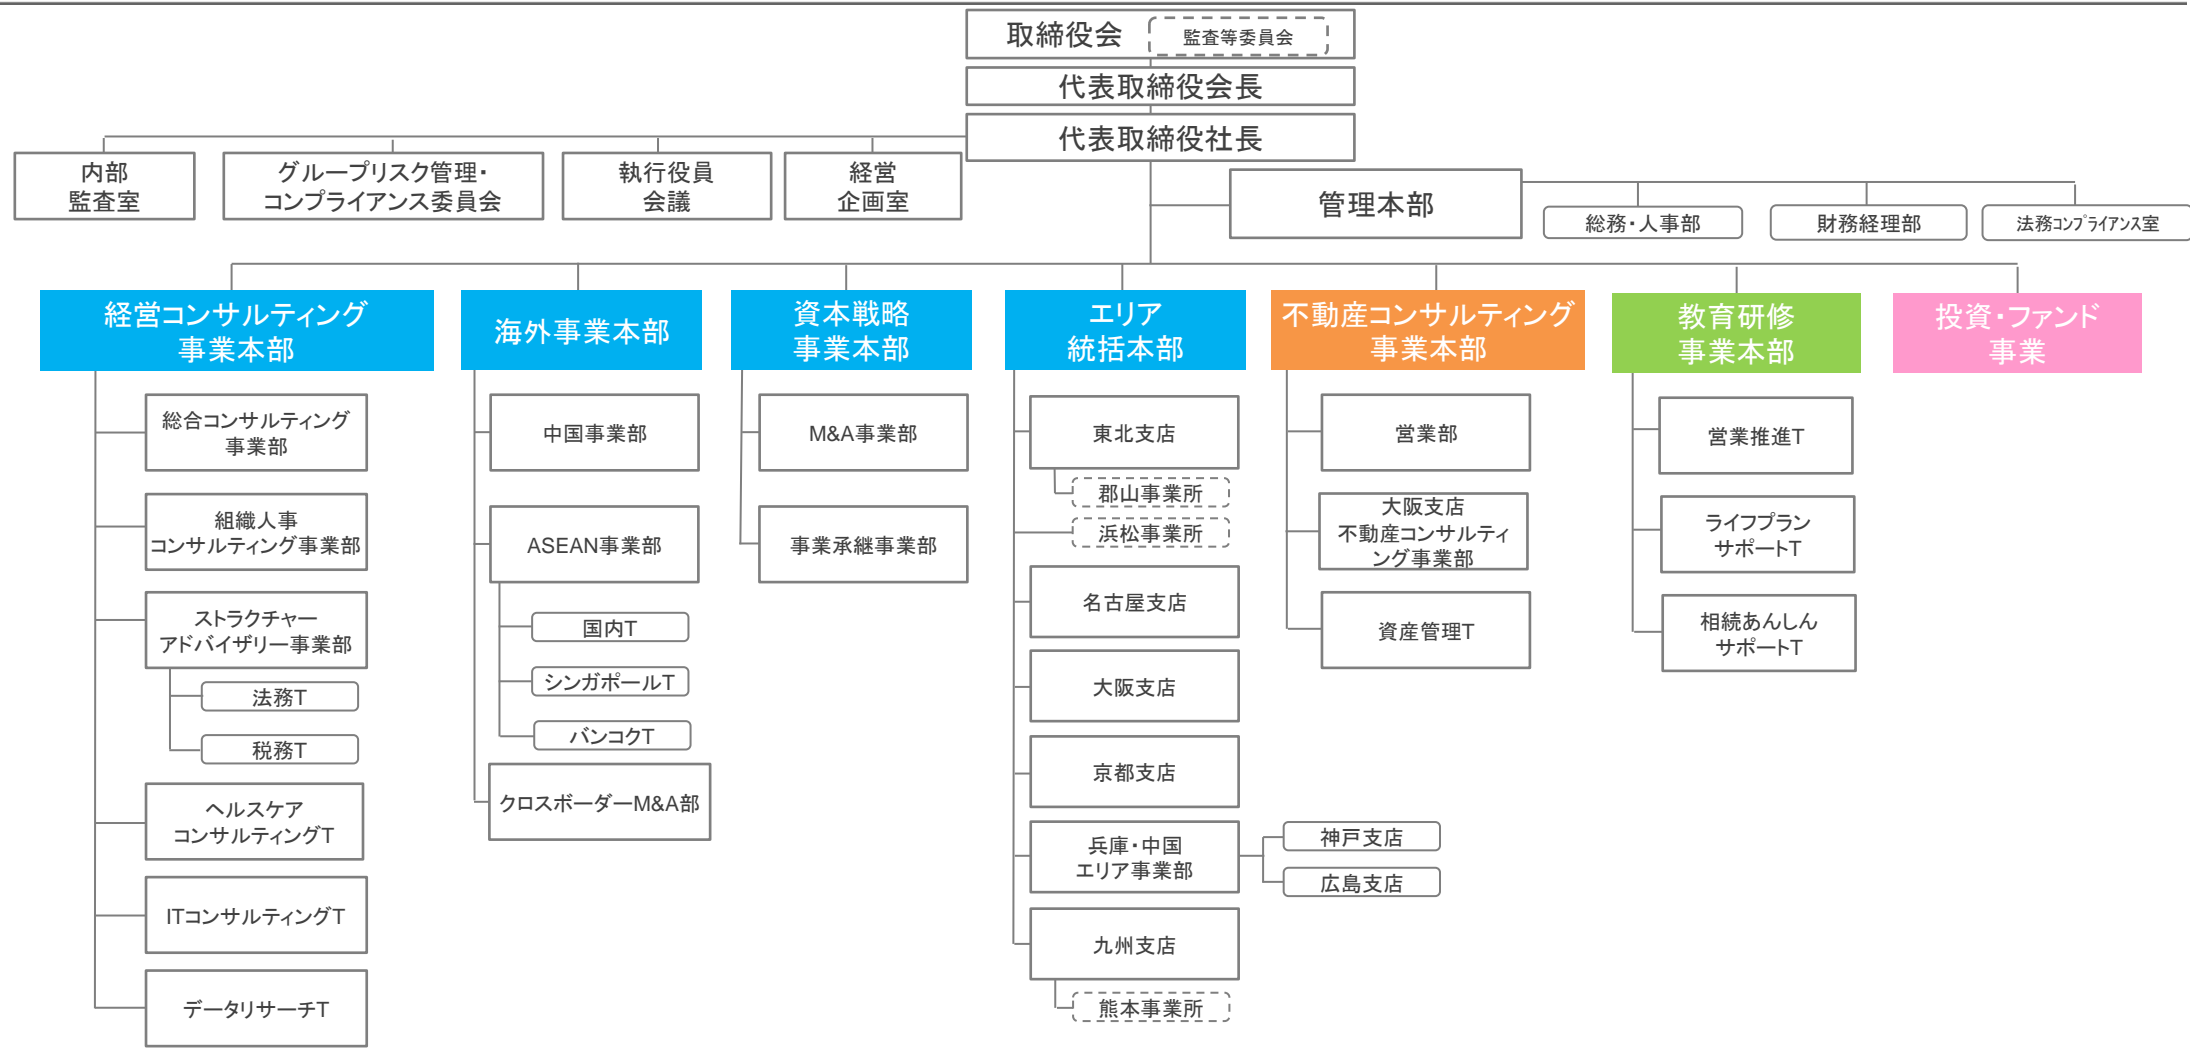 取締役会
監査等委員会
代表取締役会長
代表取締役社長
内部
監査室
グループリスク管理・
コンプライアンス委員会
執行役員
会議
経営
企画室
管理本部
総務・人事部
財務経理部
法務ｺﾝﾌﾟﾗｲｱﾝｽ室
経営コンサルティング
事業本部
総合コンサルティング
事業部
組織人事
コンサルティング事業部
ストラクチャー
アドバイザリー事業部
法務T
税務T
ヘルスケア
コンサルティングT
ITコンサルティングT
データリサーチT
海外事業本部
中国事業部
ASEAN事業部
国内T
シンガポールT
バンコクT
クロスボーダーM&A部
資本戦略
事業本部
M&A事業部
事業承継事業部
エリア
統括本部
東北支店
郡山事業所
浜松事業所
名古屋支店
大阪支店
京都支店
兵庫・中国
エリア事業部
神戸支店
広島支店
九州支店
熊本事業所
不動産コンサルティング
事業本部
営業部
大阪支店
不動産コンサルティ
ング事業部
資産管理T
教育研修
事業本部
営業推進T
ライフプラン
サポートT
相続あんしん
サポートT
投資・ファンド
事業